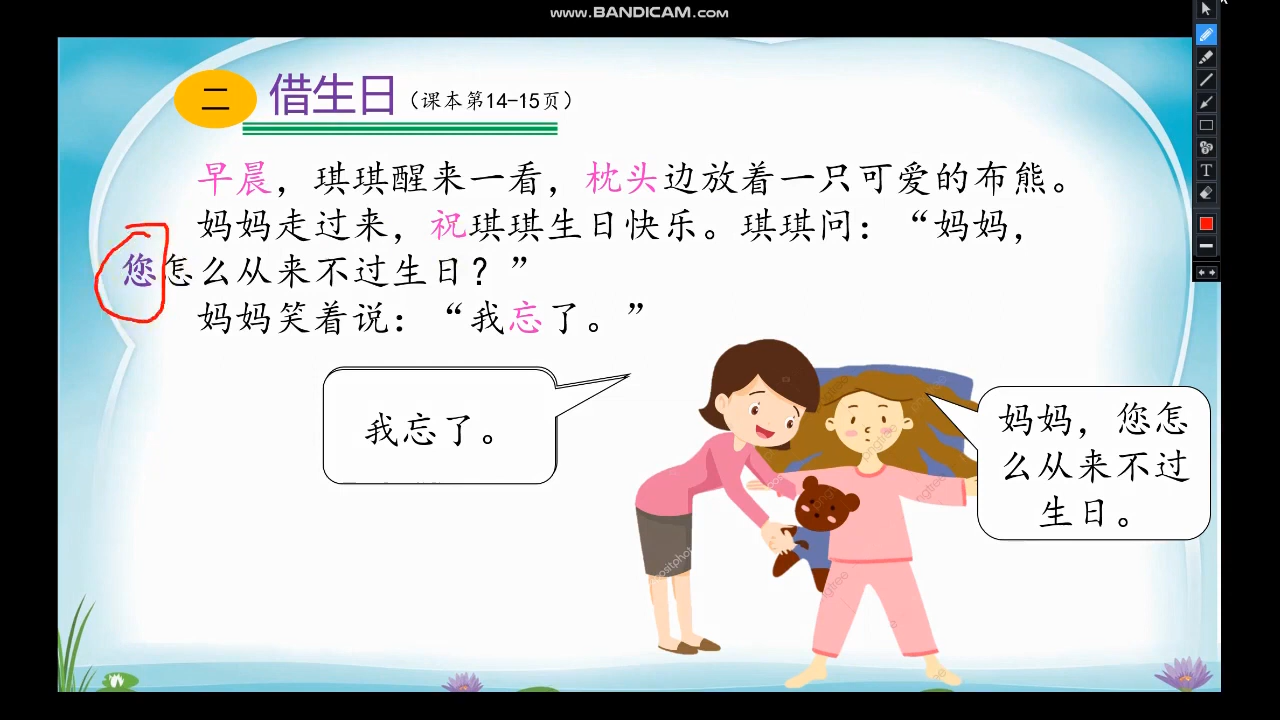 WWW.BANDICAM.COM
二 借生日（课本第14-15页）
早晨，琪琪醒来一看，枕头边放着一只可爱的布熊。
妈妈走过来，祝琪琪生日快乐。琪琪问：“妈妈，
您怎么从来不过生日？”
妈妈笑着说：“我忘了。”
我忘了。
妈妈，您怎
么从来不过
生日。
pngtree
pngtree
pngtree
pngtree